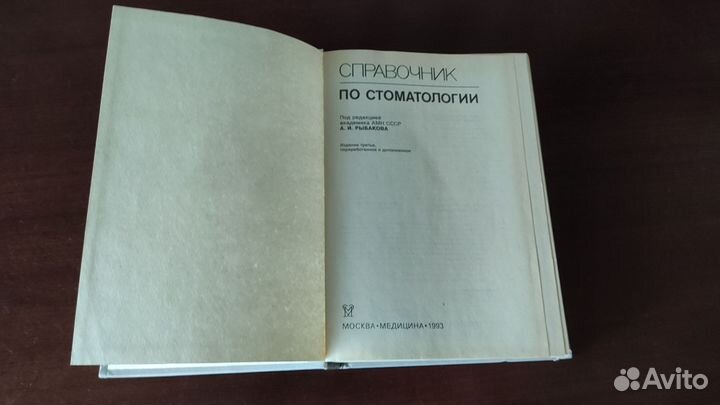 СПРАВОЧНИК
ПО СТОМАТОЛОГИИ
Под редакцией
академика АМН СССР
А. И. РЫБАКОВА
Издание третье,
переработанное и дополненное
МОСКВА • МЕДИЦИНА • 1993
Avito